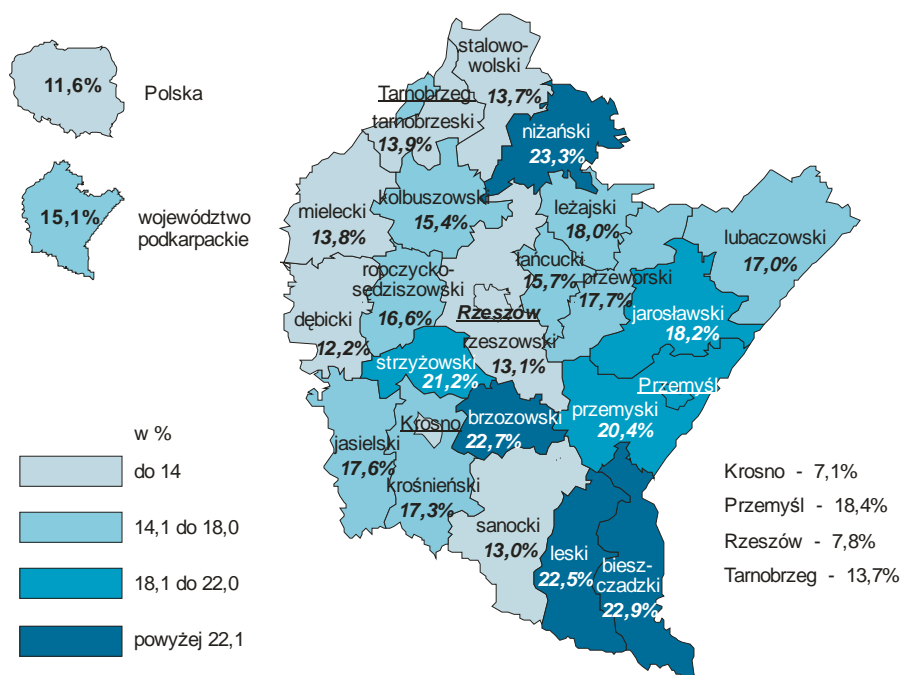 11,6%
Polska
15,1%
województwo
podkarpackie
stalowo-
wolski
13,7%
Tarnobrzeg
tarnobrzeski
13,9%
niżański
23,3%
kolbuszowski
15,4%
mielecki
13,8%
leżajski
18,0%
lubaczowski
17,0%
łańcucki
15,7%
przeworski
17,7%
ropczycko-
sędziszowski
16,6%
jarosławski
18,2%
dębicki
12,2%
Rzeszów
rzeszowski
13,1%
strzyżowski
21,2%
Przemyśl
przemyski
20,4%
brzozowski
22,7%
Krosno
jasielski
17,6%
krośnieński
17,3%
sanocki
13,0%
leski
22,5%
biesz-
czadzki
22,9%
w %
do 14
14,1 do 18,0
18,1 do 22,0
powyżej 22,1
Krosno - 7,1%
Przemyśl - 18,4%
Rzeszów - 7,8%
Tarnobrzeg - 13,7%